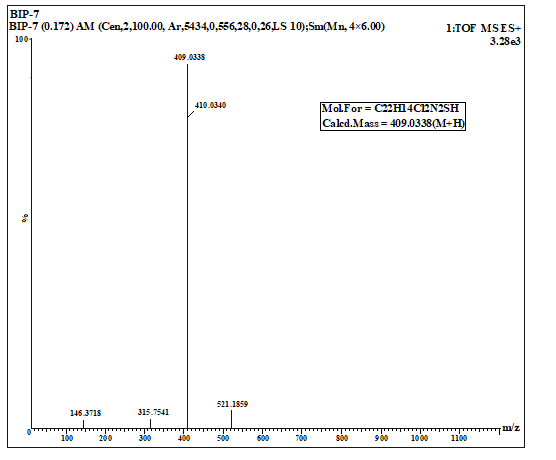 BIP-7
BIP-7 (0.172) AM (Cen,2,100.00, Ar,5434,0,556,28,0,26,LS 10);Sm(Mn, 4×6.00)
1:TOF MSES+
3.28e3
100
409.0338
410.0340
Mol.For = C22H14Cl2N2SH
Calcd.Mass = 409.0338(M+H)
%
146.3718
315.7541
521.1859
0
100 200 300 400 500 600 700 800 900 1000 1100
m/z